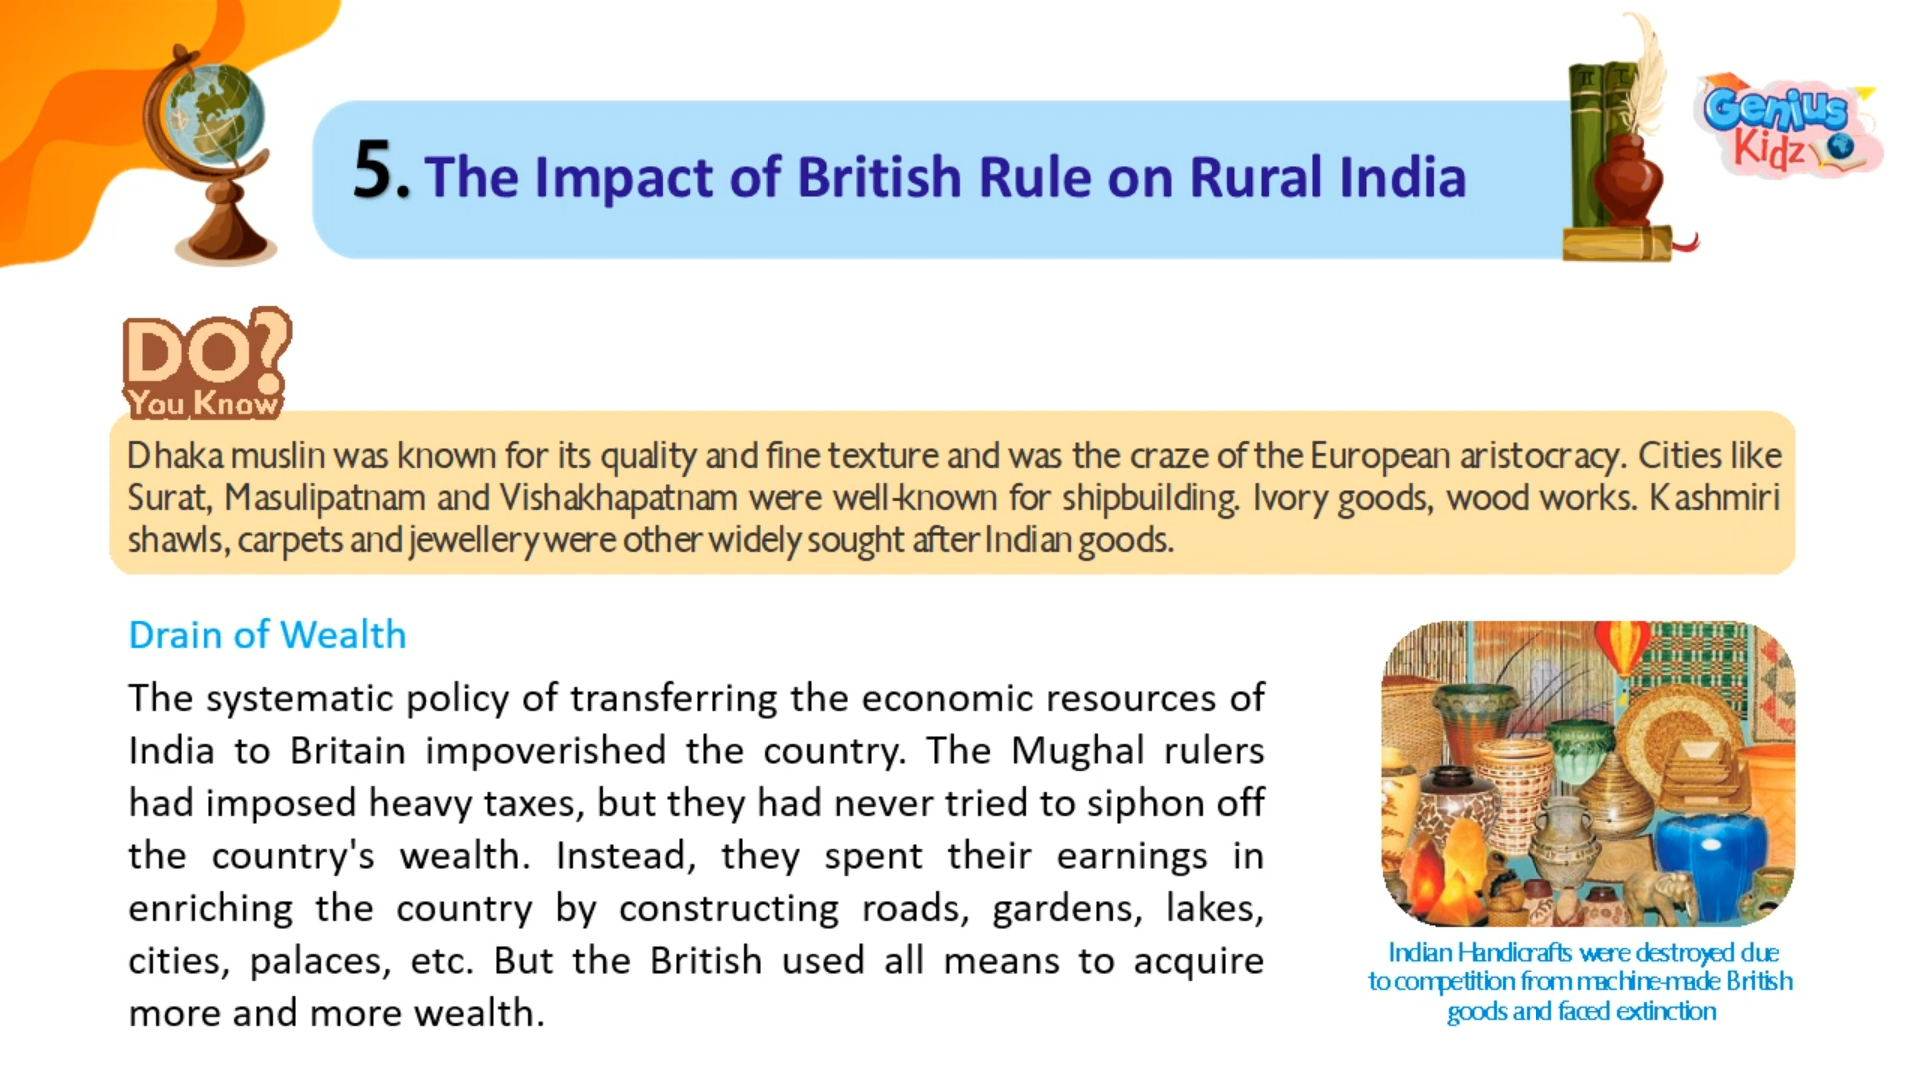 Genius
Kidz
5. The Impact of British Rule on Rural India
DO?
You Know
Dhaka muslin was known for its quality and fine texture and was the craze of the European aristocracy. Cities like
Surat, Masulipatnam and Vishakhapatnam were well-known for shipbuilding. Ivory goods, wood works. Kashmiri
shawls, carpets and jewellery were other widely sought after Indian goods.
Drain of Wealth
The systematic policy of transferring the economic resources of
India to Britain impoverished the country. The Mughal rulers
had imposed heavy taxes, but they had never tried to siphon off
the country's wealth. Instead, they spent their earnings in
enriching the country by constructing roads, gardens, lakes,
cities, palaces, etc. But the British used all means to acquire
more and more wealth.
Indian Handicrafts were destroyed due
to competition from machine-made British
goods and faced extinction